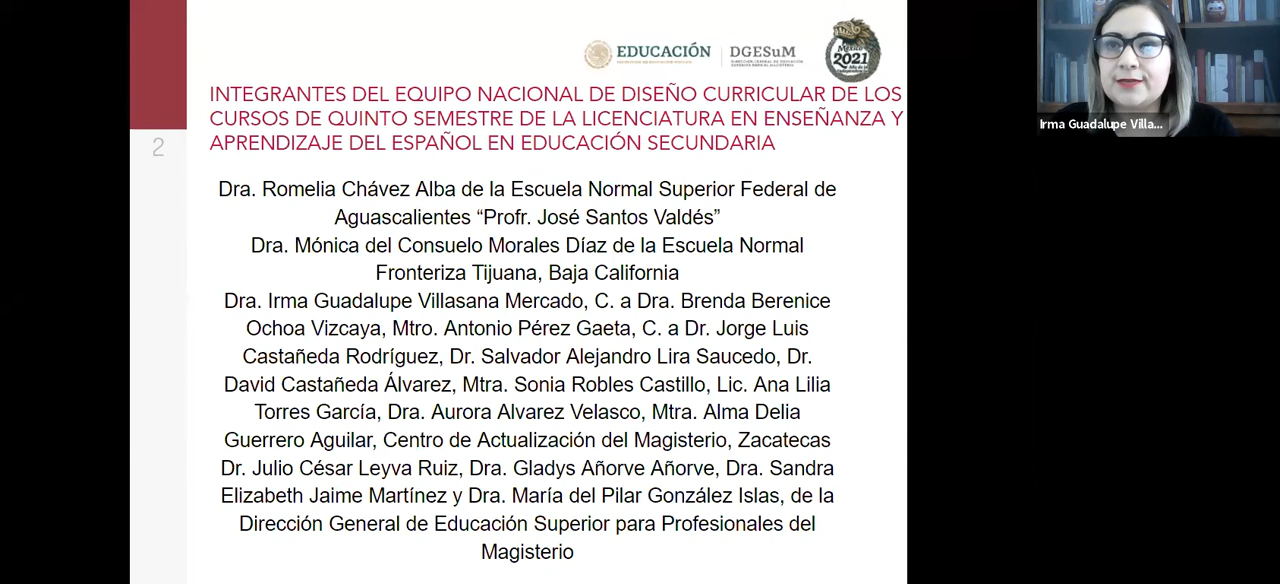 EDUCACIÓN
DGESuM
México
2021
INTEGRANTES DEL EQUIPO NACIONAL DE DISEÑO CURRICULAR DE LOS
CURSOS DE QUINTO SEMESTRE DE LA LICENCIATURA EN ENSEÑANZA Y
APRENDIZAJE DEL ESPAÑOL EN EDUCACIÓN SECUNDARIA
2
Dra. Romelia Chávez Alba de la Escuela Normal Superior Federal de
Aguascalientes “Profr. José Santos Valdés”
Dra. Mónica del Consuelo Morales Díaz de la Escuela Normal
Fronteriza Tijuana, Baja California
Dra. Irma Guadalupe Villasana Mercado, C. a Dra. Brenda Berenice
Ochoa Vizcaya, Mtro. Antonio Pérez Gaeta, C. a Dr. Jorge Luis
Castañeda Rodríguez, Dr. Salvador Alejandro Lira Saucedo, Dr.
David Castañeda Álvarez, Mtra. Sonia Robles Castillo, Lic. Ana Lilia
Torres García, Dra. Aurora Alvarez Velasco, Mtra. Alma Delia
Guerrero Aguilar, Centro de Actualización del Magisterio, Zacatecas
Dr. Julio César Leyva Ruiz, Dra. Gladys Añorve Añorve, Dra. Sandra
Elizabeth Jaime Martínez y Dra. María del Pilar González Islas, de la
Dirección General de Educación Superior para Profesionales del
Magisterio
Irma Guadalupe Villa...